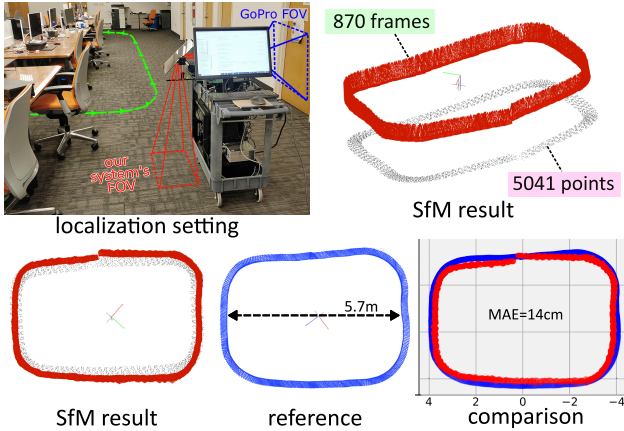 GoPro FOV
our
system's
FOV
localization setting
870 frames
5041 points
SfM result
SfM result
5.7m
reference
MAE=14cm
4
2
0
−2
−4
comparison